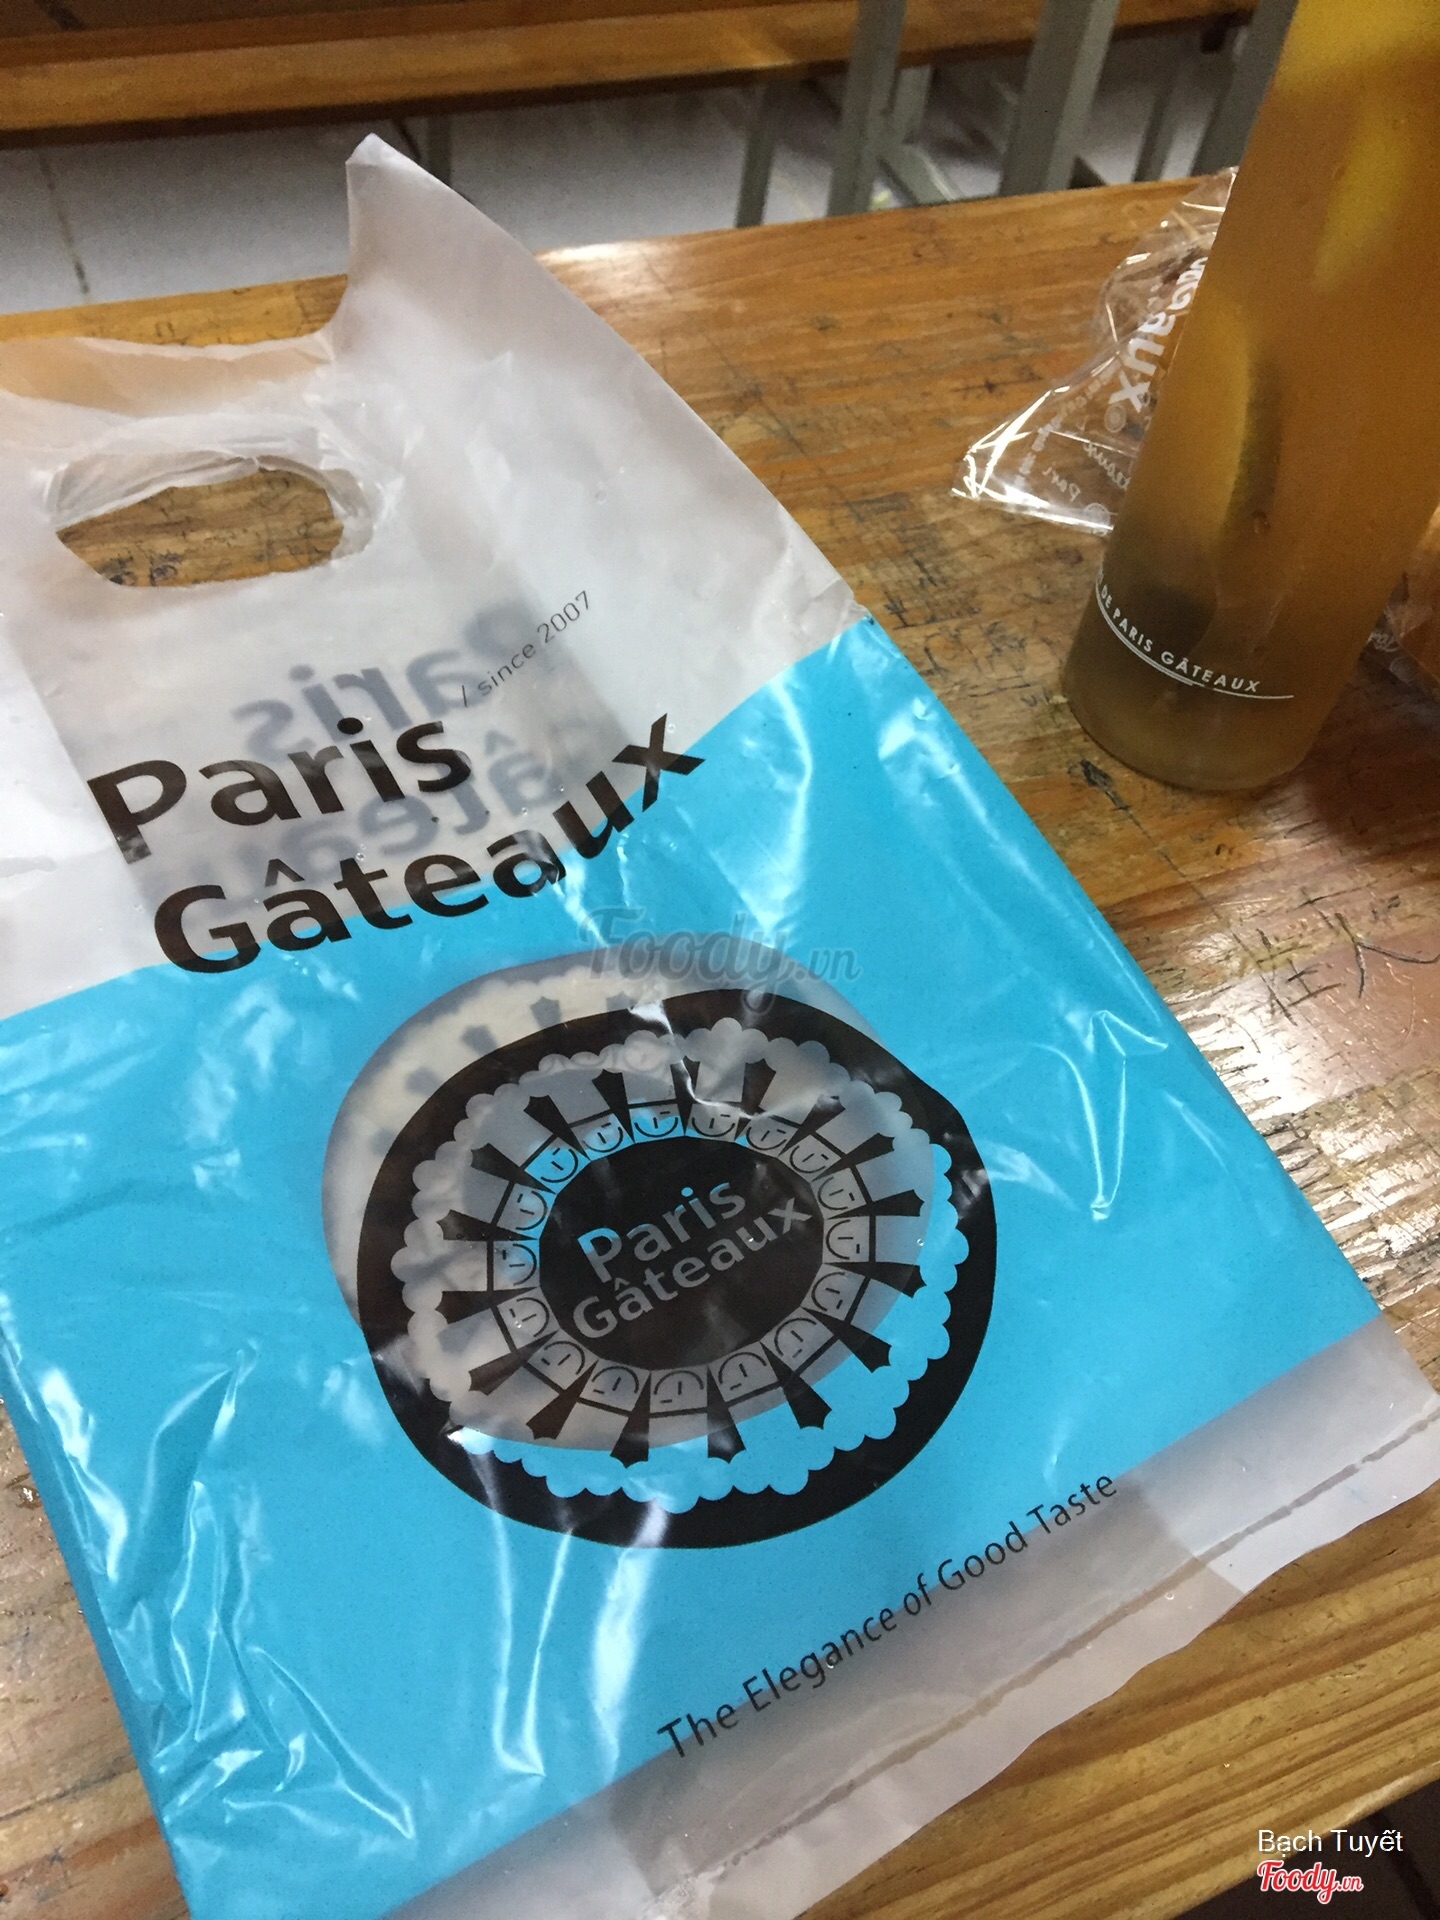 / since 2007
Paris
Gâteaux
Paris
Gâteaux
The Elegance of Good Taste
DE PARIS GÂTEAUX
aux
Foody.vn
Bạch Tuyết
Foody.vn